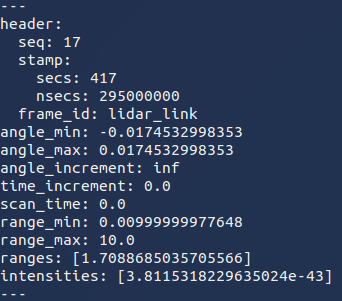 ---
header:
  seq: 17
  stamp:
    secs: 417
    nsecs: 295000000
  frame_id: lidar_link
angle_min: -0.0174532998353
angle_max: 0.0174532998353
angle_increment: inf
time_increment: 0.0
scan_time: 0.0
range_min: 0.00999999977648
range_max: 10.0
ranges: [1.7088685035705566]
intensities: [3.8115318229635024e-43]
---